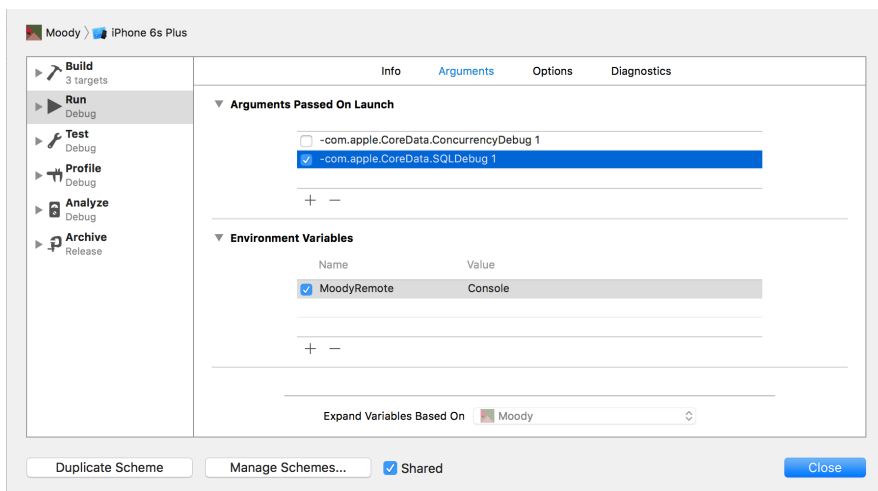 Moody
iPhone 6s Plus
Build
3 targets
Run
Debug
Test
Debug
Profile
Debug
Analyze
Debug
Archive
Release
Info Arguments Options Diagnostics
Arguments Passed On Launch
-com.apple.CoreData.ConcurrencyDebug 1
-com.apple.CoreData.SQLDebug 1
+ −
Environment Variables
Name Value
MoodyRemote Console
+ −
Expand Variables Based On Moody
Duplicate Scheme Manage Schemes... Shared Close